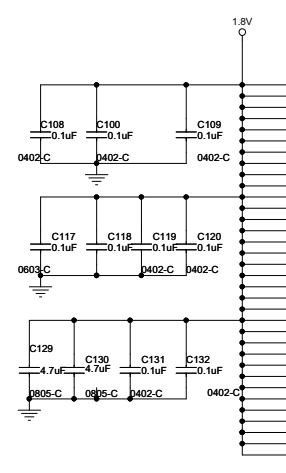 1.8V
C108 C100 C109
0.1uF 0.1uF 0.1uF
0402-C 0402-C 0402-C
C117 C118 C119 C120
0.1uF 0.1uF 0.1uF 0.1uF
0603-C 0402-C 0402-C
C129 C130 C131 C132
4.7uF 4.7uF 0.1uF 0.1uF
0805-C 0805-C 0402-C 0402-C